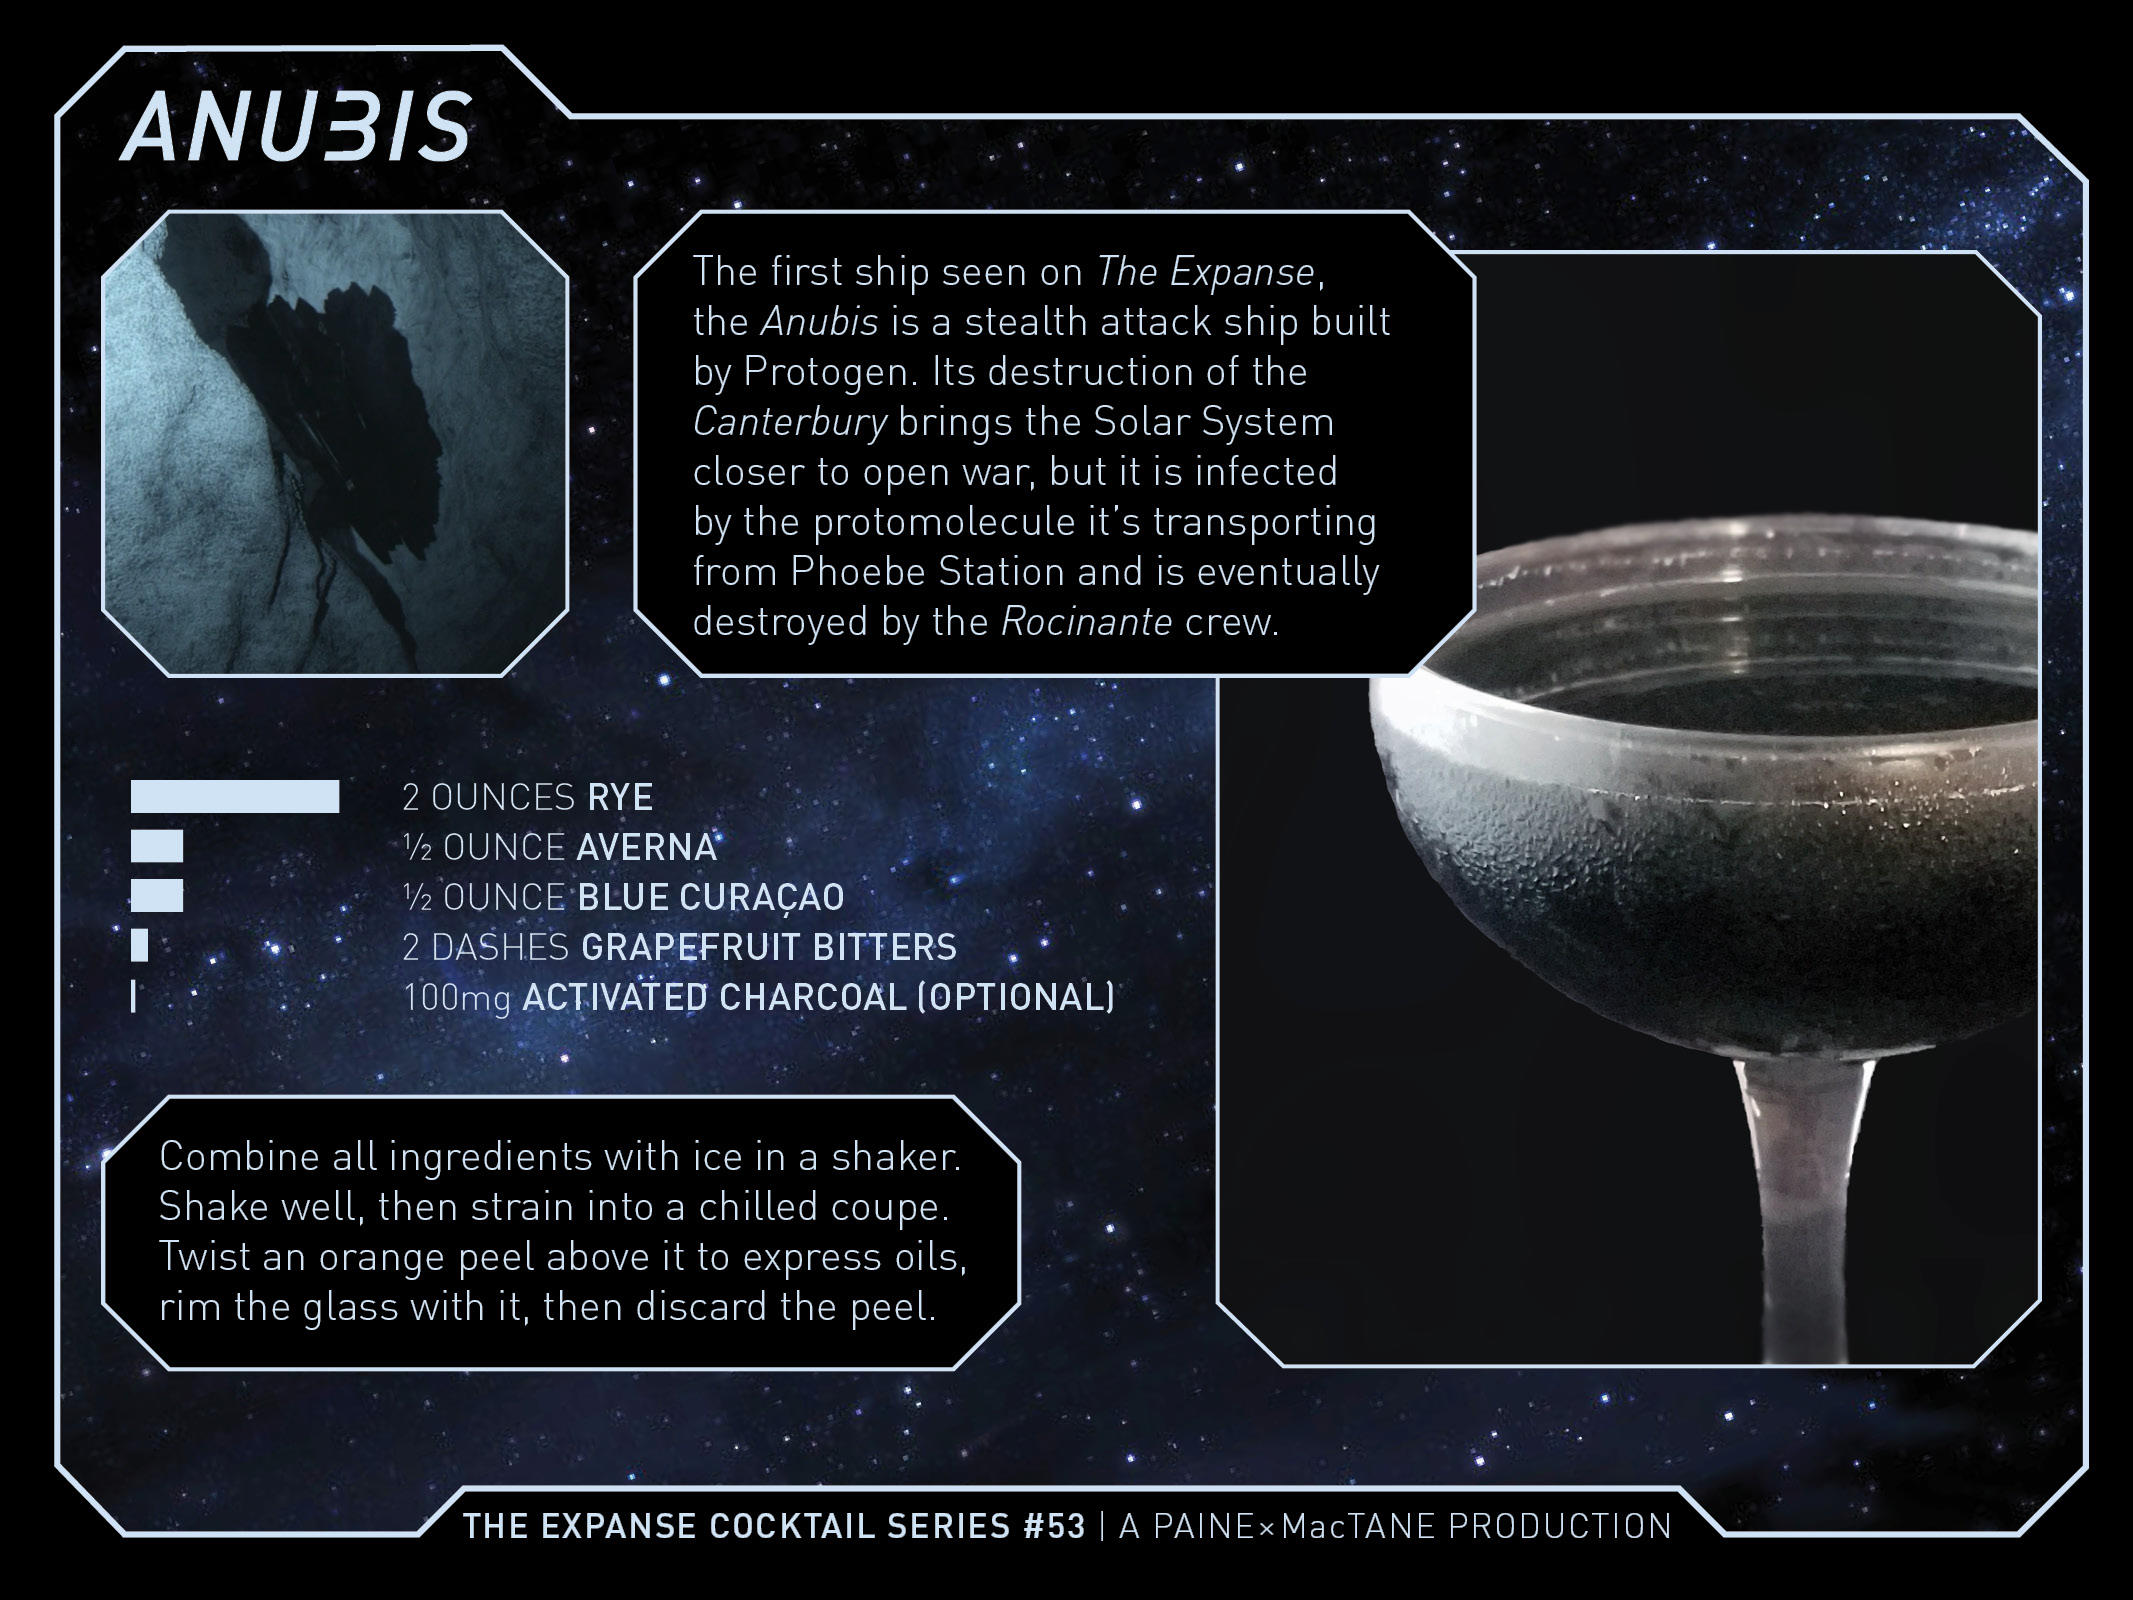 ANUBIS
The first ship seen on The Expanse,
the Anubis is a stealth attack ship built
by Protogen. Its destruction of the
Canterbury brings the Solar System
closer to open war, but it is infected
by the protomolecule it’s transporting
from Phoebe Station and is eventually
destroyed by the Rocinante crew.
2 OUNCES RYE
½ OUNCE AVERNA
½ OUNCE BLUE CURAÇAO
2 DASHES GRAPEFRUIT BITTERS
100mg ACTIVATED CHARCOAL (OPTIONAL)
Combine all ingredients with ice in a shaker.
Shake well, then strain into a chilled coupe.
Twist an orange peel above it to express oils,
rim the glass with it, then discard the peel.
THE EXPANSE COCKTAIL SERIES #53 | A PAINE×MacTANE PRODUCTION